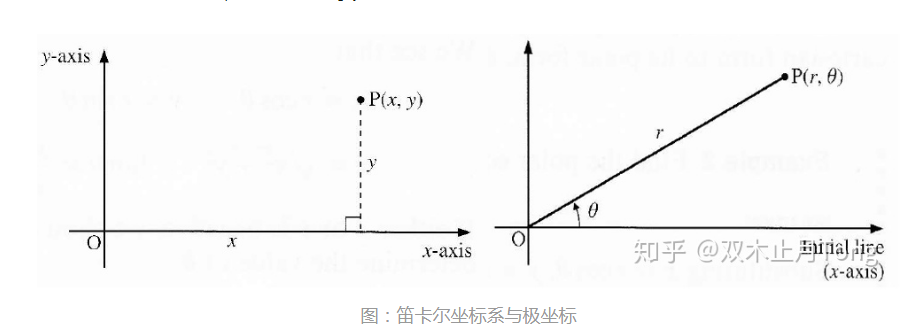 y-axis
P(x, y)
y
O
x
x-axis
P(r, θ)
r
θ
O
Initial line
(x-axis)
知乎 @双木止月Tong
图：笛卡尔坐标系与极坐标